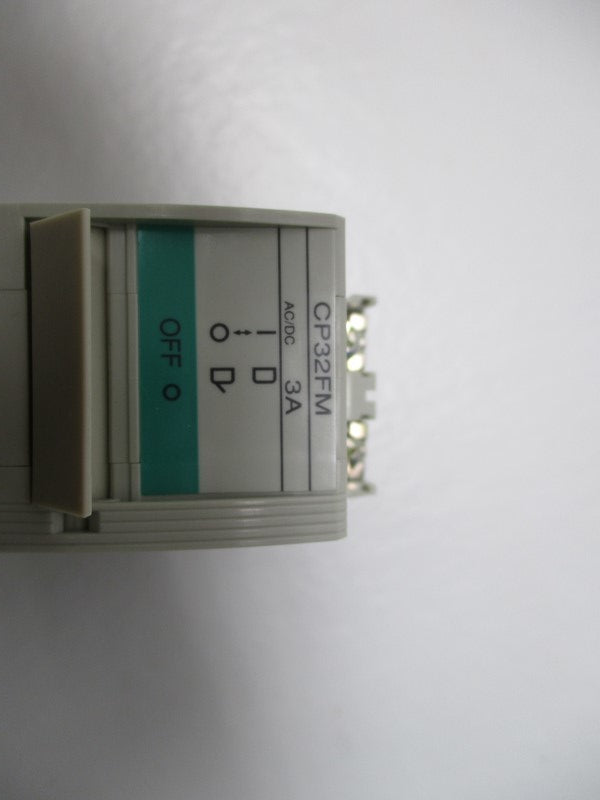 CP32FM
AC/DC 3A
I
O
OFF O